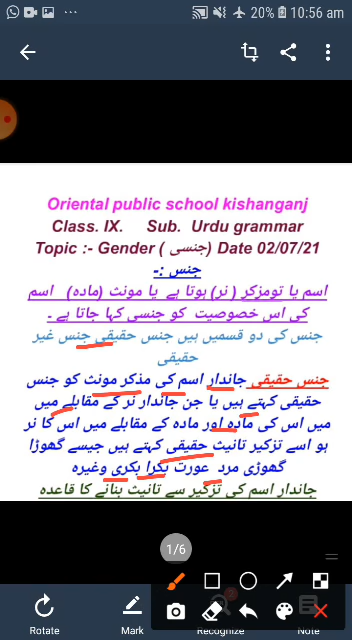 20% 10:56 am
Oriental public school kishanganj
Class. IX. Sub. Urdu grammar
Topic :- Gender ( جنسی) Date 02/07/21
جنس :-
اسم یا تومزکر ( نر) ہوتا ہے یا مونث (مادہ) اسم
کی اس خصوصیت کو جنسی کہا جاتا ہے ۔
جنس کی دو قسمیں ہیں جنس حقیقی جنس غیر
حقیقی
جنس حقیقی جاندار اسم کی مذکر مونث کو جنس
حقیقی کہتے ہیں یا جن جاندار نر کے مقابلے میں
میں اس کی مادہ اور مادہ کے مقابلے میں اس کا نر
ہو اسے تزکیر تانیث حقیقی کہتے ہیں جیسے گھوڑا
گھوڑی مرد عورت بکرا بکری وغیرہ
جاندار اسم کی تزکیر سے تانیث بنانے کا قاعدہ
1/6
Rotate Mark Recognize Note